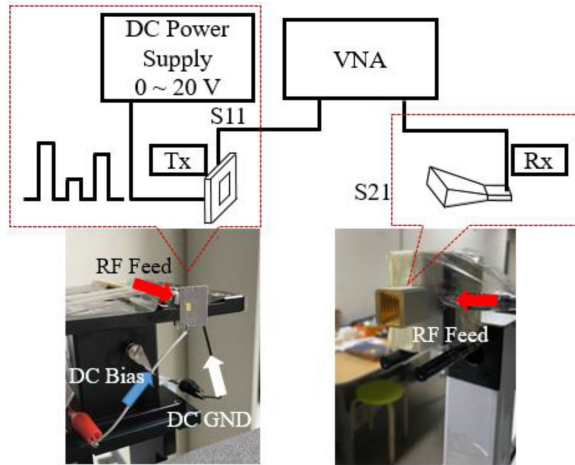 DC Power
Supply
0 ~ 20 V
VNA
S11
Tx
Rx
S21
RF Feed
RF Feed
DC Bias
DC GND